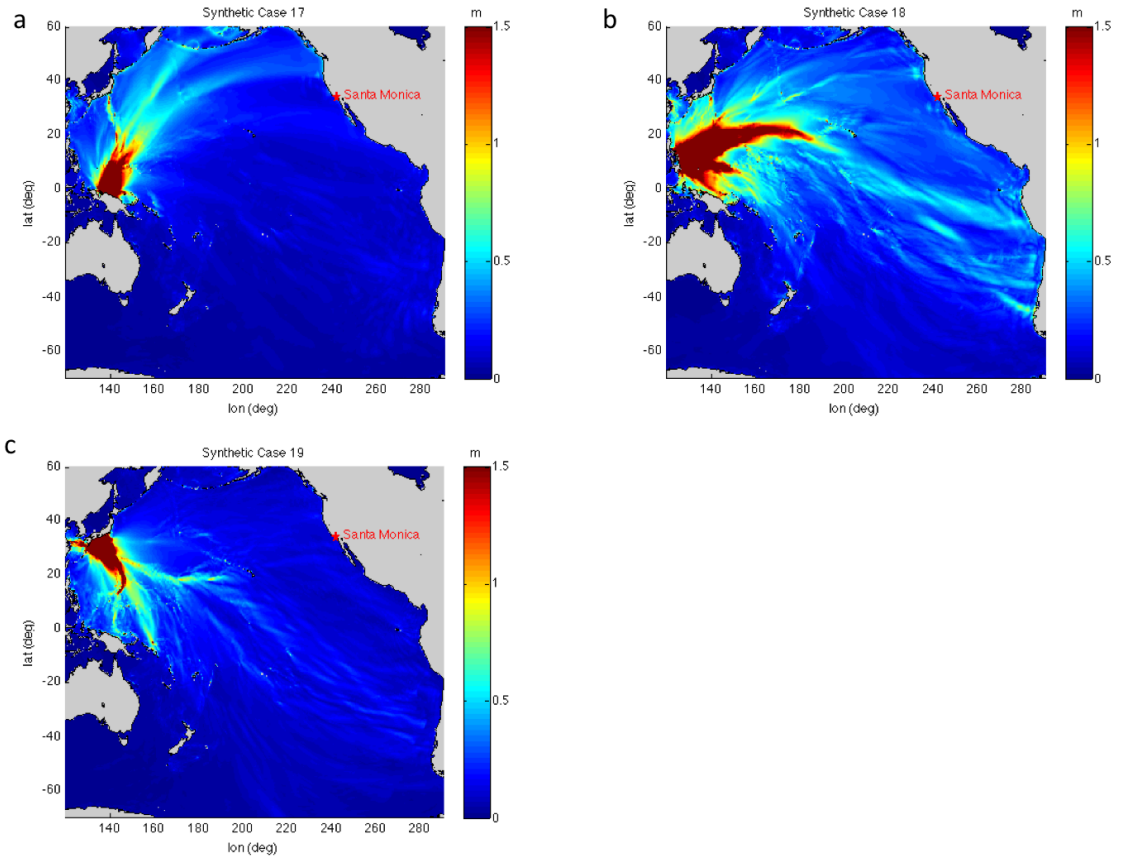 a
Synthetic Case 17
m
60
40
20
0
-20
-40
-60
lat (deg)
140 160 180 200 220 240 260 280
lon (deg)
Santa Monica
1.5
1
0.5
0
b
Synthetic Case 18
m
60
40
20
0
-20
-40
-60
lat (deg)
140 160 180 200 220 240 260 280
lon (deg)
Santa Monica
1.5
1
0.5
0
c
Synthetic Case 19
m
60
40
20
0
-20
-40
-60
lat (deg)
140 160 180 200 220 240 260 280
lon (deg)
Santa Monica
1.5
1
0.5
0